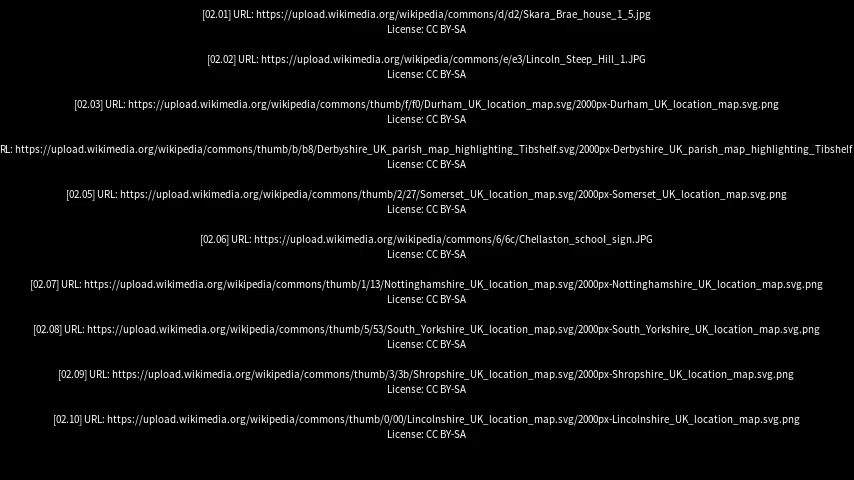 [02.01] URL: https://upload.wikimedia.org/wikipedia/commons/d/d2/Skara_Brae_house_1_5.jpg
License: CC BY-SA
[02.02] URL: https://upload.wikimedia.org/wikipedia/commons/e/e3/Lincoln_Steep_Hill_1.JPG
License: CC BY-SA
[02.03] URL: https://upload.wikimedia.org/wikipedia/commons/thumb/f/f0/Durham_UK_location_map.svg/2000px-Durham_UK_location_map.svg.png
License: CC BY-SA
RL: https://upload.wikimedia.org/wikipedia/commons/thumb/b/b8/Derbyshire_UK_parish_map_highlighting_Tibshelf.svg/2000px-Derbyshire_UK_parish_map_highlighting_Tibshelf
License: CC BY-SA
[02.05] URL: https://upload.wikimedia.org/wikipedia/commons/thumb/2/27/Somerset_UK_location_map.svg/2000px-Somerset_UK_location_map.svg.png
License: CC BY-SA
[02.06] URL: https://upload.wikimedia.org/wikipedia/commons/6/6c/Chellaston_school_sign.JPG
License: CC BY-SA
[02.07] URL: https://upload.wikimedia.org/wikipedia/commons/thumb/1/13/Nottinghamshire_UK_location_map.svg/2000px-Nottinghamshire_UK_location_map.svg.png
License: CC BY-SA
[02.08] URL: https://upload.wikimedia.org/wikipedia/commons/thumb/5/53/South_Yorkshire_UK_location_map.svg/2000px-South_Yorkshire_UK_location_map.svg.png
License: CC BY-SA
[02.09] URL: https://upload.wikimedia.org/wikipedia/commons/thumb/3/3b/Shropshire_UK_location_map.svg/2000px-Shropshire_UK_location_map.svg.png
License: CC BY-SA
[02.10] URL: https://upload.wikimedia.org/wikipedia/commons/thumb/0/00/Lincolnshire_UK_location_map.svg/2000px-Lincolnshire_UK_location_map.svg.png
License: CC BY-SA